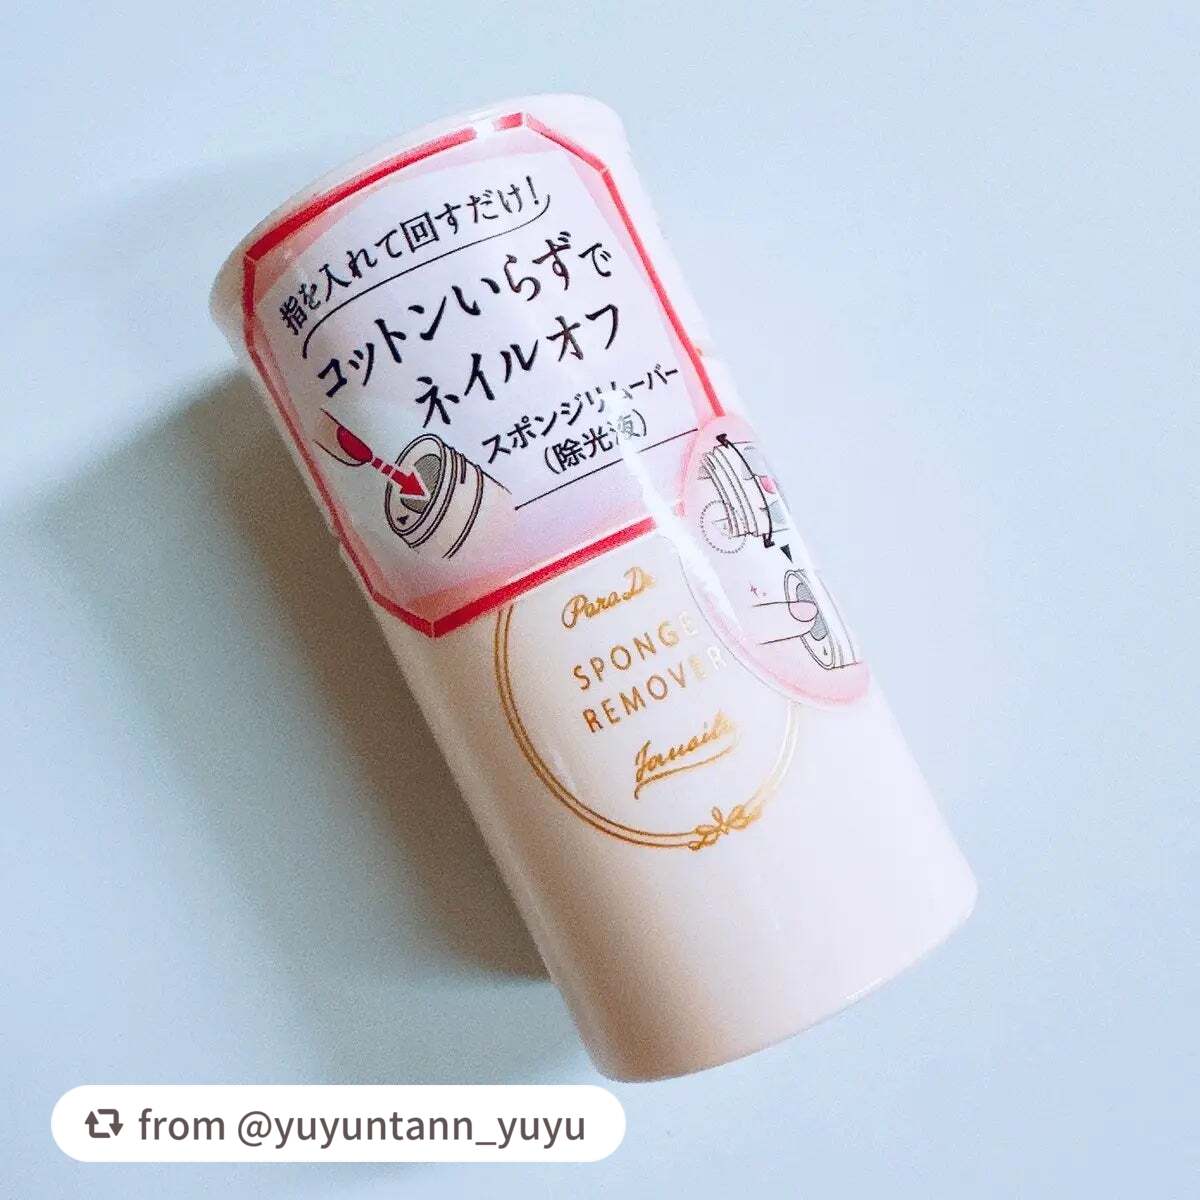 指を入れて回すだけ!
コットンいらずで
ネイルオフ
スポンジリムーバー
(除光液)
Para Do
SPONGE
REMOVER
from @yuyuntann_yuyu